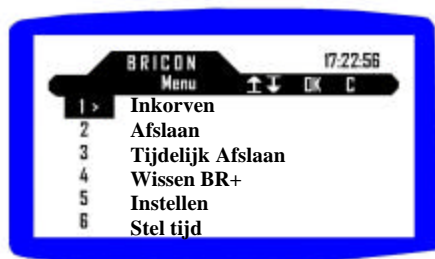 BRICON 17:22:56
Menu OK C
1 > Inkorven
2 Afslaan
3 Tijdelijk Afslaan
4 Wissen BR+
5 Instellen
6 Stel tijd